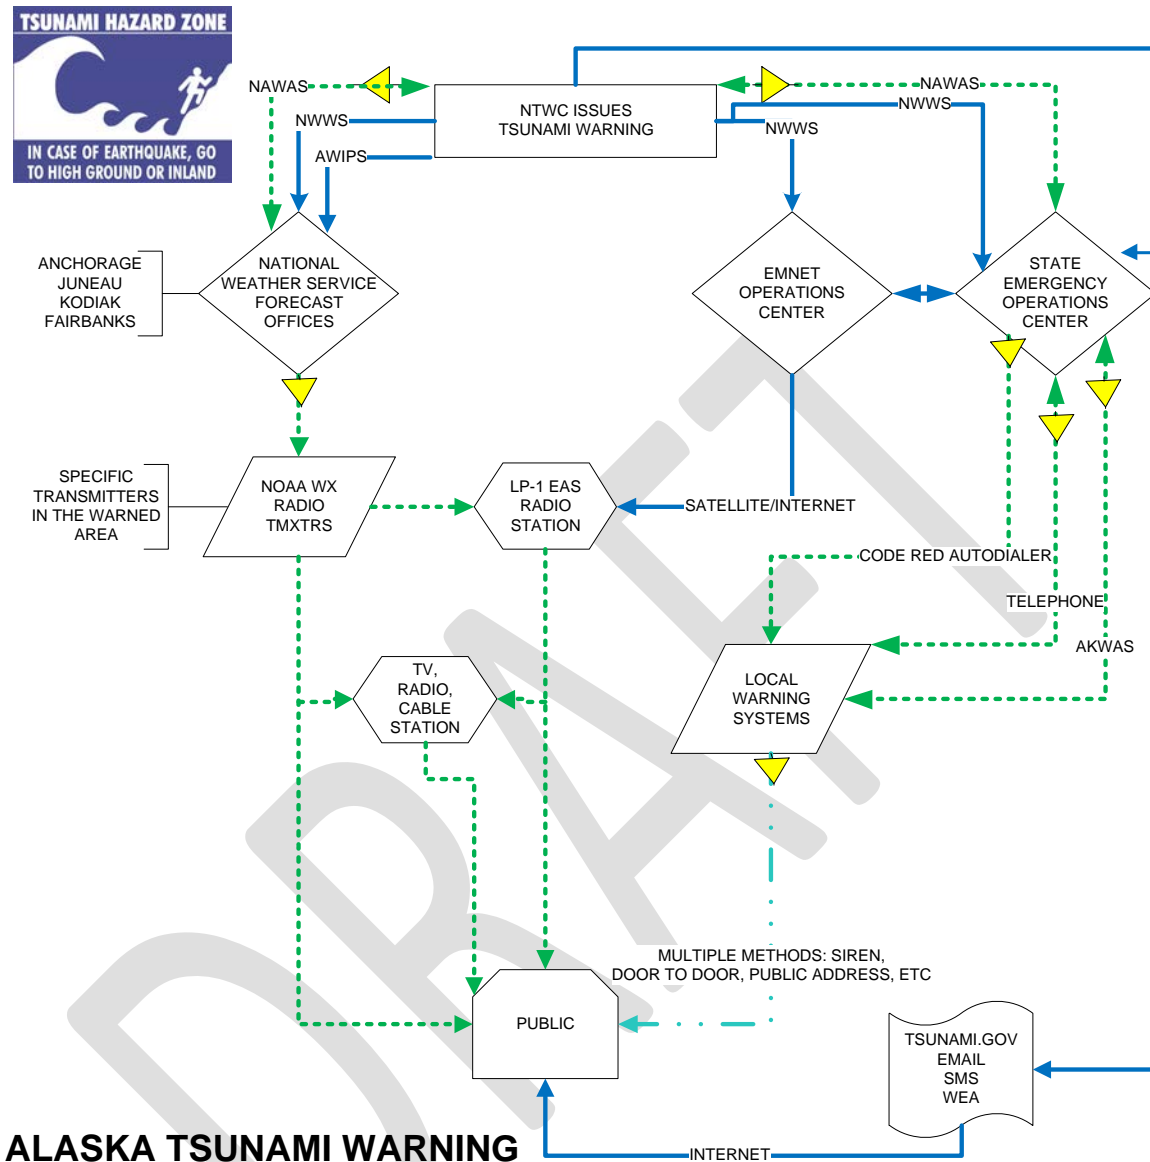 TSUNAMI HAZARD ZONE
IN CASE OF EARTHQUAKE, GO
TO HIGH GROUND OR INLAND
NAWAS
NWWS
AWIPS
NTWC ISSUES
TSUNAMI WARNING
NAWAS
NWWS
NWWS
ANCHORAGE
JUNEAU
KODIAK
FAIRBANKS
NATIONAL
WEATHER SERVICE
FORECAST
OFFICES
EMNET
OPERATIONS
CENTER
STATE
EMERGENCY
OPERATIONS
CENTER
SPECIFIC
TRANSMITTERS
IN THE WARNED
AREA
NOAA WX
RADIO
TMXTRS
LP-1 EAS
RADIO
STATION
SATELLITE/INTERNET
CODE RED AUTODIALER
TELEPHONE
AKWAS
TV,
RADIO,
CABLE
STATION
LOCAL
WARNING
SYSTEMS
MULTIPLE METHODS: SIREN,
DOOR TO DOOR, PUBLIC ADDRESS, ETC
PUBLIC
TSUNAMI.GOV
EMAIL
SMS
WEA
INTERNET
ALASKA TSUNAMI WARNING
DRAFT